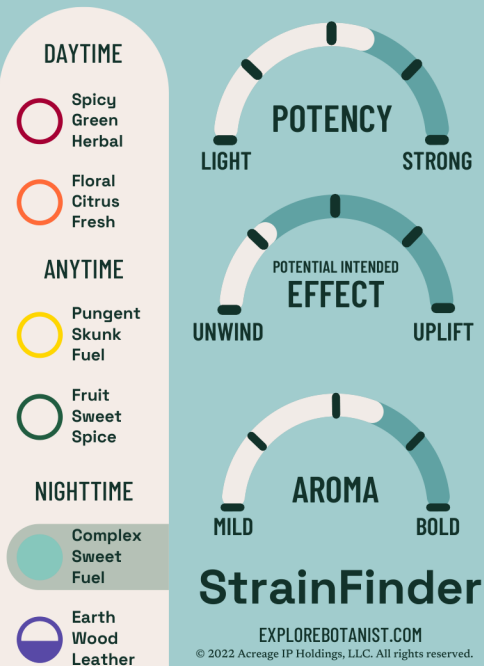 DAYTIME
Spicy
Green
Herbal
Floral
Citrus
Fresh
ANYTIME
Pungent
Skunk
Fuel
Fruit
Sweet
Spice
NIGHTTIME
Complex
Sweet
Fuel
Earth
Wood
Leather
POTENCY
LIGHT STRONG
POTENTIAL INTENDED
EFFECT
UNWIND UPLIFT
AROMA
MILD BOLD
StrainFinder
EXPLOREBOTANIST.COM
© 2022 Acreage IP Holdings, LLC. All rights reserved.